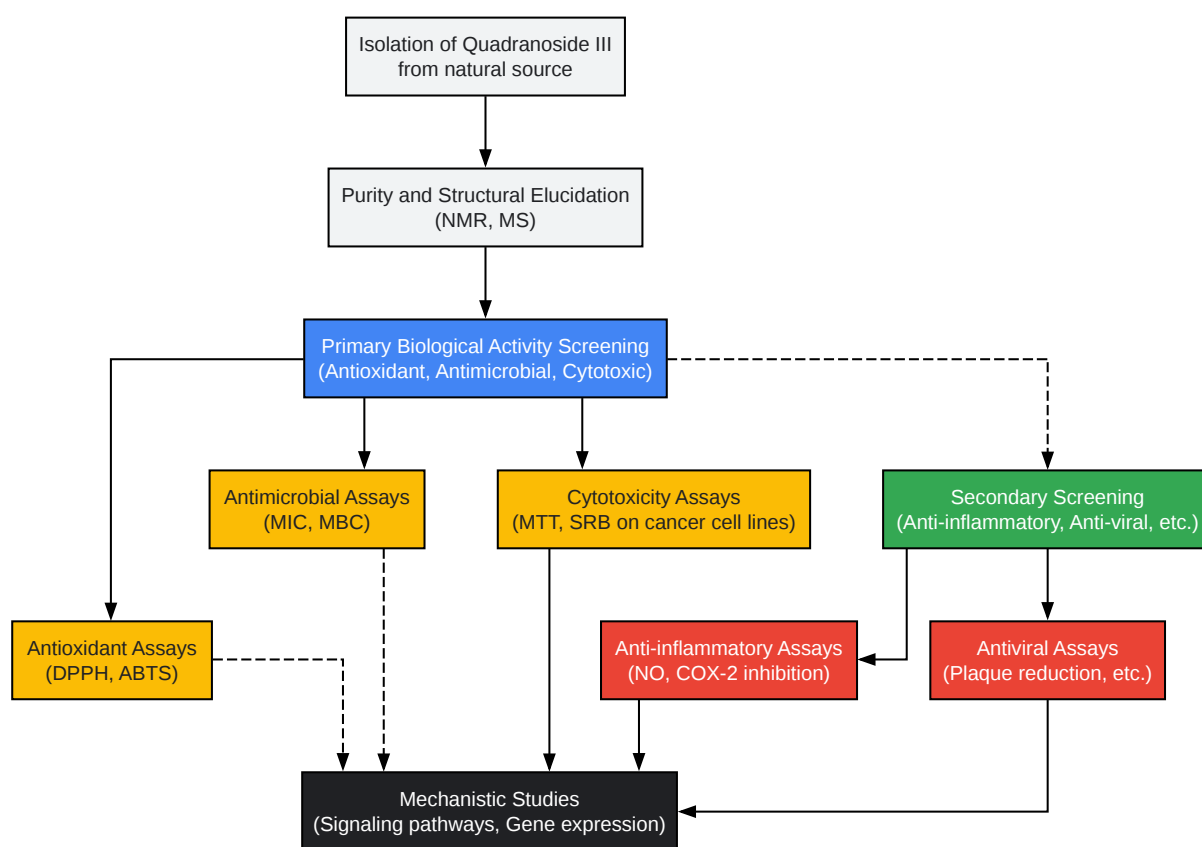 Isolation of Quadranoside III
from natural source
Purity and Structural Elucidation
(NMR, MS)
Primary Biological Activity Screening
(Antioxidant, Antimicrobial, Cytotoxic)
Antimicrobial Assays
(MIC, MBC)
Cytotoxicity Assays
(MTT, SRB on cancer cell lines)
Secondary Screening
(Anti-inflammatory, Anti-viral, etc.)
Antioxidant Assays
(DPPH, ABTS)
Anti-inflammatory Assays
(NO, COX-2 inhibition)
Antiviral Assays
(Plaque reduction, etc.)
Mechanistic Studies
(Signaling pathways, Gene expression)